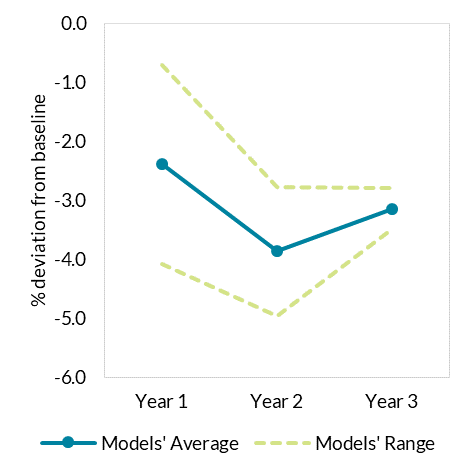 0.0
-1.0
-2.0
-3.0
-4.0
-5.0
-6.0
% deviation from baseline
Year 1 Year 2 Year 3
Models' Average Models' Range